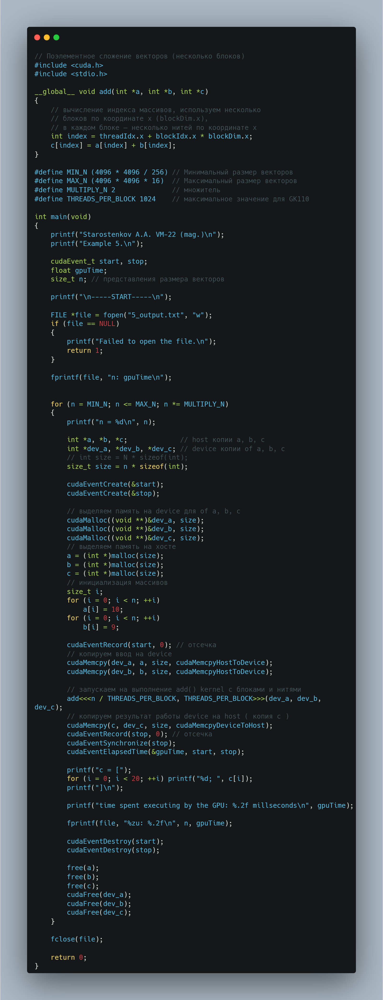 // Поэлементное сложение векторов (несколько блоков)
#include <cuda.h>
#include <stdio.h>

__global__ void add(int *a, int *b, int *c)
{
    // вычисление индекса массивов, используем несколько
    // блоков по координате x (blockDim.x),
    // в каждом блоке — несколько нитей по координате x
    int index = threadIdx.x + blockIdx.x * blockDim.x;
    c[index] = a[index] + b[index];
}

#define MIN_N (4096 * 4096 / 256) // Минимальный размер векторов
#define MAX_N (4096 * 4096 * 16)  // Максимальный размер векторов
#define MULTIPLY_N 2              // множитель
#define THREADS_PER_BLOCK 1024    // максимальное значение для GK110

int main(void)
{
    printf("Starostenkov A.A. VM-22 (mag.)\n");
    printf("Example 5.\n");

    cudaEvent_t start, stop;
    float gpuTime;
    size_t n; // представления размера векторов

    printf("\n-----START-----\n");

    FILE *file = fopen("5_output.txt", "w");
    if (file == NULL)
    {
        printf("Failed to open the file.\n");
        return 1;
    }

    fprintf(file, "n: gpuTime\n");


    for (n = MIN_N; n <= MAX_N; n *= MULTIPLY_N)
    {
        printf("n = %d\n", n);

        int *a, *b, *c;             // host копии a, b, c
        int *dev_a, *dev_b, *dev_c; // device копии of a, b, c
        // int size = N * sizeof(int);
        size_t size = n * sizeof(int);

        cudaEventCreate(&start);
        cudaEventCreate(&stop);

        // выделяем память на device для of a, b, c
        cudaMalloc((void **)&dev_a, size);
        cudaMalloc((void **)&dev_b, size);
        cudaMalloc((void **)&dev_c, size);
        // выделяем память на хосте
        a = (int *)malloc(size);
        b = (int *)malloc(size);
        c = (int *)malloc(size);
        // инициализация массивов
        size_t i;
        for (i = 0; i < n; ++i)
            a[i] = 10;
        for (i = 0; i < n; ++i)
            b[i] = 9;

        cudaEventRecord(start, 0); // отсечка
        // копируем ввод на device
        cudaMemcpy(dev_a, a, size, cudaMemcpyHostToDevice);
        cudaMemcpy(dev_b, b, size, cudaMemcpyHostToDevice);

        // запускаем на выполнение add() kernel с блоками и нитями
        add<<<n / THREADS_PER_BLOCK, THREADS_PER_BLOCK>>>(dev_a, dev_b,
dev_c);
        // копируем результат работы device на host ( копия c )
        cudaMemcpy(c, dev_c, size, cudaMemcpyDeviceToHost);
        cudaEventRecord(stop, 0); // отсечка
        cudaEventSynchronize(stop);
        cudaEventElapsedTime(&gpuTime, start, stop);

        printf("c = [");
        for (i = 0; i < 20; ++i) printf("%d; ", c[i]);
        printf("]\n");

        printf("time spent executing by the GPU: %.2f millseconds\n", gpuTime);

        fprintf(file, "%zu: %.2f\n", n, gpuTime);

        cudaEventDestroy(start);
        cudaEventDestroy(stop);

        free(a);
        free(b);
        free(c);
        cudaFree(dev_a);
        cudaFree(dev_b);
        cudaFree(dev_c);
    }

    fclose(file);

    return 0;
}